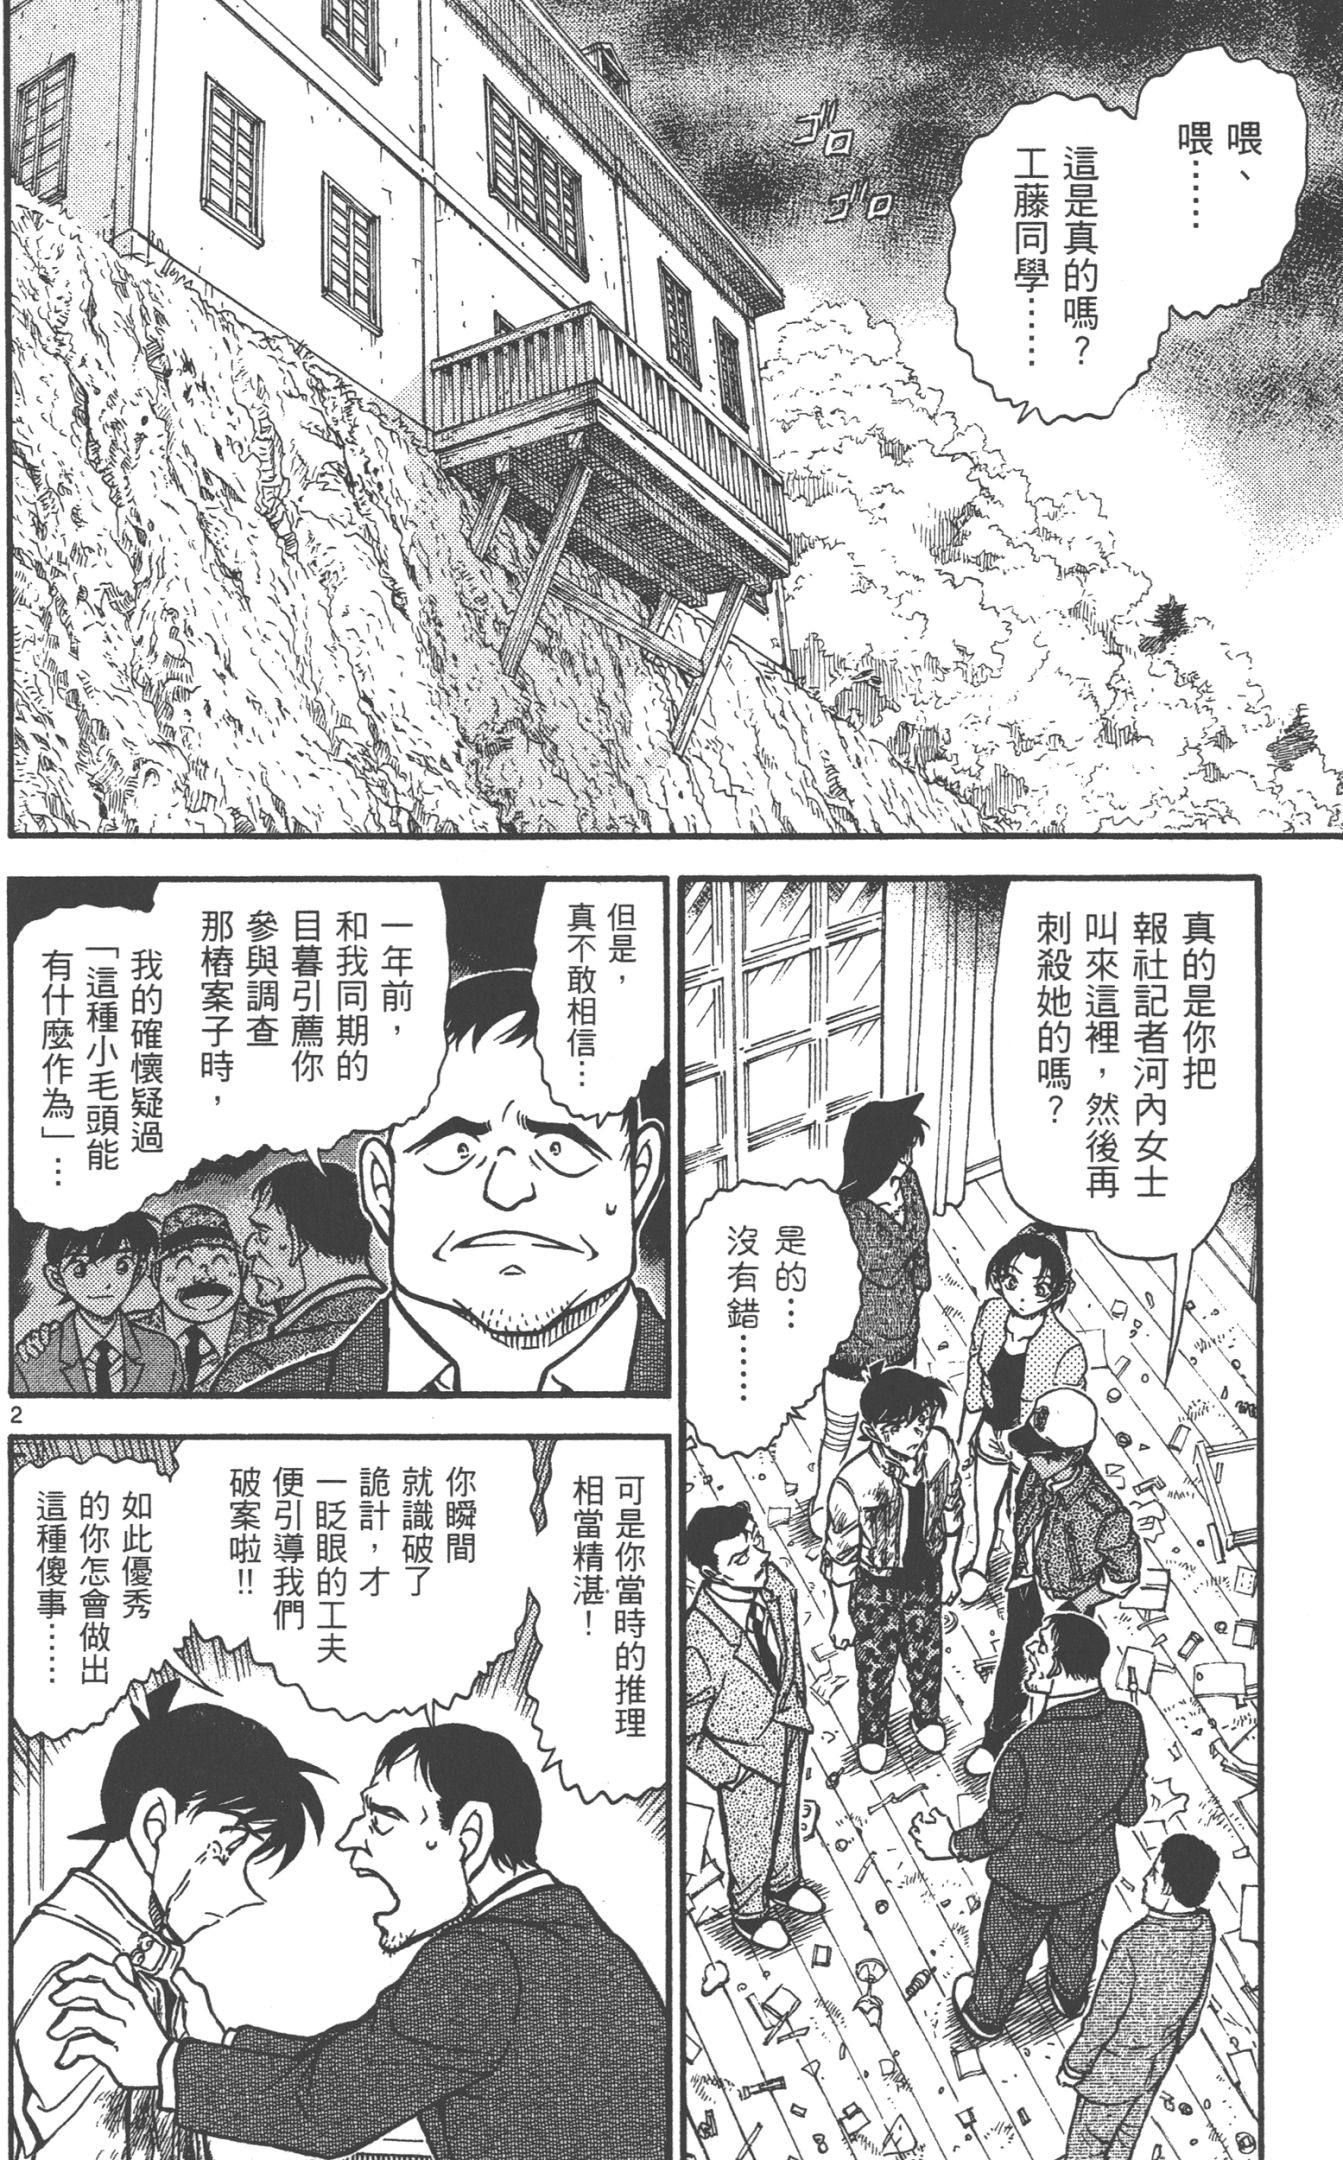 喂、
喂……
這是真的嗎？
工藤同學……
ゴロ
ゴロ
真的是你把
報社記者河內女士
叫來這裡，然後再
刺殺她的嗎？
是的…
沒有錯……
但是，
真不敢相信…
一年前，
和我同期的
目暮引薦你
參與調查
那樁案子時，
我的確懷疑過
「這種小毛頭能
有什麼作為」…
2
可是你當時的推理
相當精湛！
你瞬間
就識破了
詭計，才
一眨眼的工夫
便引導我們
破案啦!!
如此優秀
的你怎會做出
這種傻事……